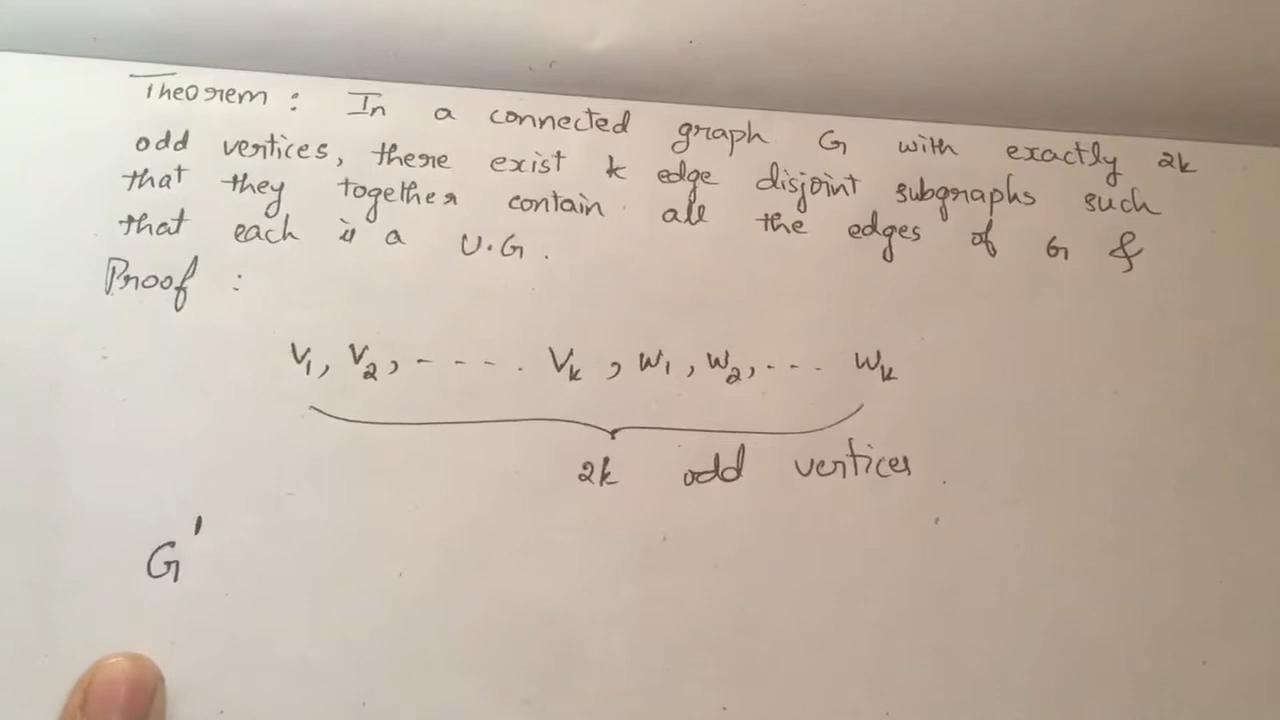 Theorem : In a connected graph G with exactly 2k
odd vertices, there exist k edge disjoint subgraphs such
that they together contain all the edges of G &
that each is a U.G.
Proof :
V1, V2, - - - - . Vk , W1, W2, - - . . Wk
2k odd vertices .
G'